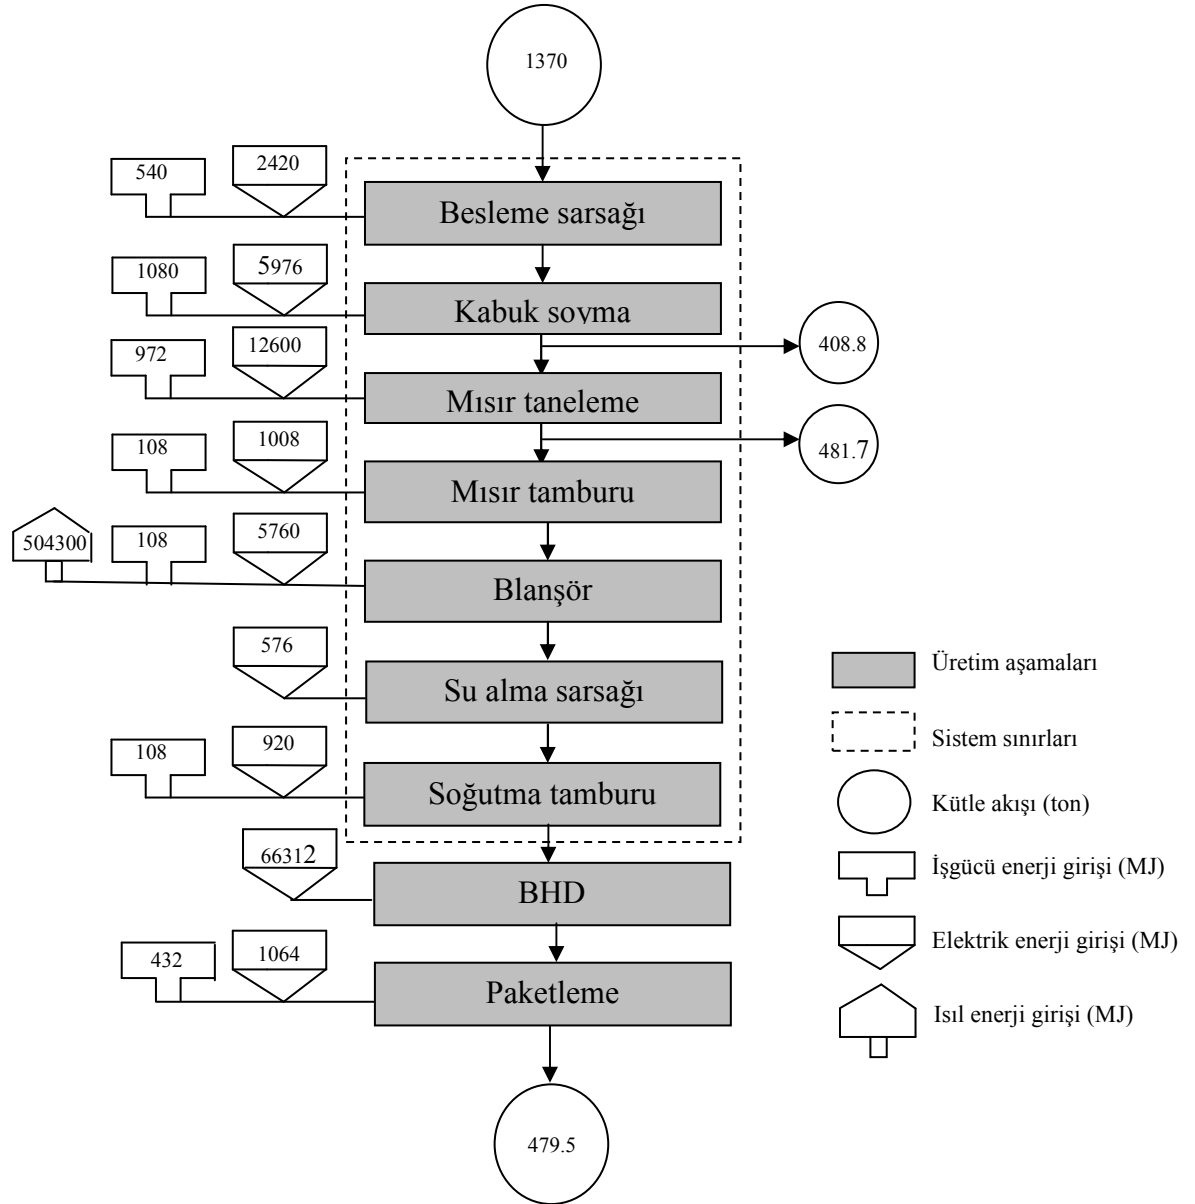 1370
540
2420
Besleme sarsağı
1080
5976
Kabuk soyma
408.8
972
12600
Mısır taneleme
481.7
108
1008
Mısır tamburu
504300
108
5760
Blanşör
576
Su alma sarsağı
108
920
Soğutma tamburu
66312
BHD
432
1064
Paketleme
479.5
Üretim aşamaları
Sistem sınırları
Kütle akışı (ton)
İşgücü enerji girişi (MJ)
Elektrik enerji girişi (MJ)
Isıl enerji girişi (MJ)